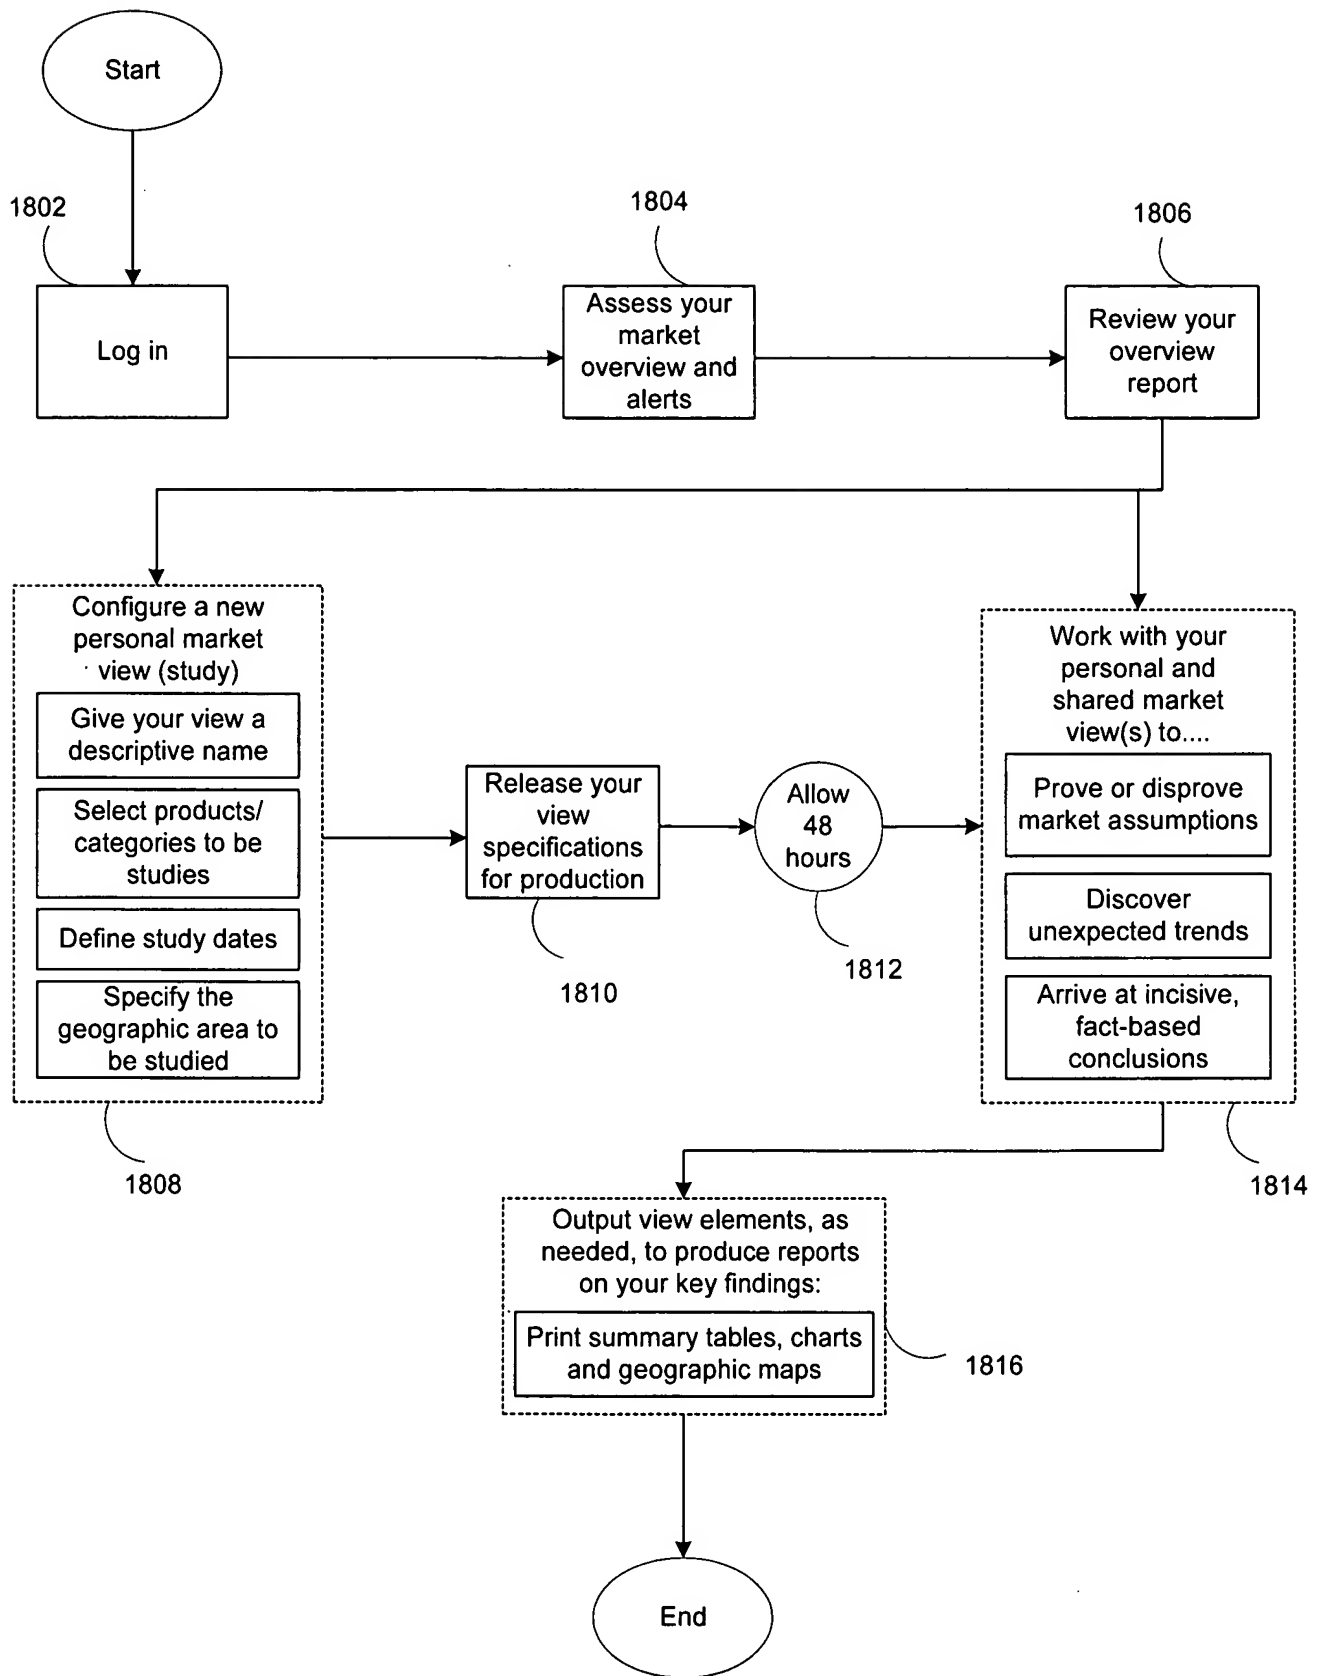 Start
1802
1804
1806
Log in
Assess your
market
overview and
alerts
Review your
overview
report
Configure a new
personal market
view (study)
Give your view a
descriptive name
Select products/
categories to be
studies
Define study dates
Specify the
geographic area to
be studied
1808
Release your
view
specifications
for production
1810
Allow
48
hours
1812
Work with your
personal and
shared market
view(s) to....
Prove or disprove
market assumptions
Discover
unexpected trends
Arrive at incisive,
fact-based
conclusions
1814
Output view elements, as
needed, to produce reports
on your key findings:
Print summary tables, charts
and geographic maps
1816
End